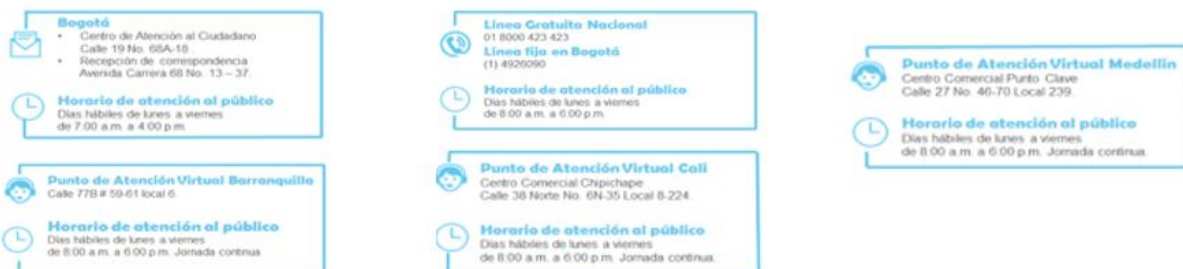 Bogotá
• Centro de Atención al Ciudadano
Calle 19 No. 68A-18
• Recepción de correspondencia
Avenida Carrera 68 No. 13 – 37.
Horario de atención al público
Días hábiles de lunes a viernes
de 7:00 a.m. a 4:00 p.m.
Línea Gratuita Nacional
01 8000 423 423
Línea fija en Bogotá
(1) 4926090
Horario de atención al público
Días hábiles de lunes a viernes
de 8:00 a.m. a 6:00 p.m.
Punto de Atención Virtual Medellín
Centro Comercial Punto Clave
Calle 27 No. 46-70 Local 239.
Horario de atención al público
Días hábiles de lunes a viernes
de 8:00 a.m. a 6:00 p.m. Jornada continua.
Punto de Atención Virtual Barranquilla
Calle 77B # 59-61 local 6.
Horario de atención al público
Días hábiles de lunes a viernes
de 8:00 a.m. a 6:00 p.m. Jornada continua
Punto de Atención Virtual Cali
Centro Comercial Chipichape
Calle 38 Norte No. 6N-35 Local 8-224.
Horario de atención al público
Días hábiles de lunes a viernes
de 8:00 a.m. a 6:00 p.m. Jornada continua.